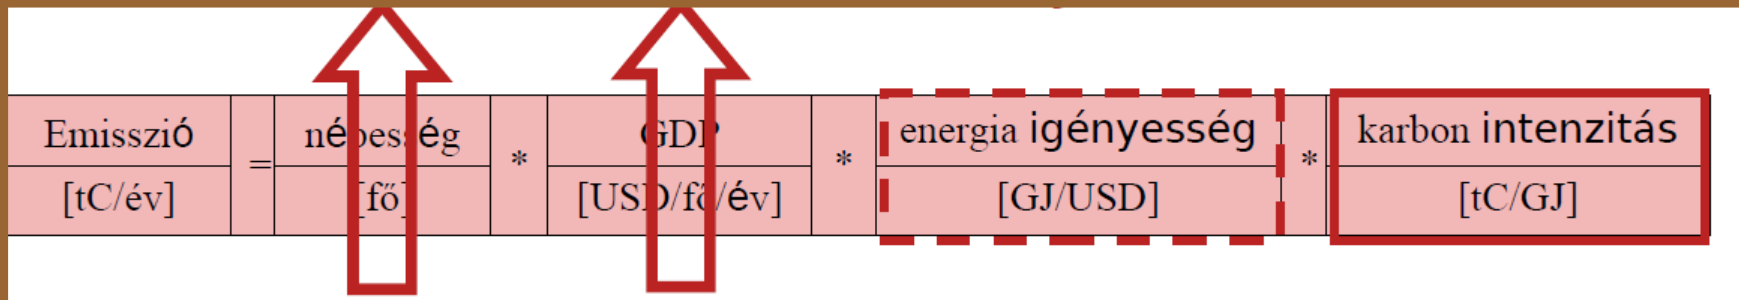 Emisszió = népesség * GDP * energia igényesség * karbon intenzitás
[tC/év] [fő] [USD/fő/év] [GJ/USD] [tC/GJ]